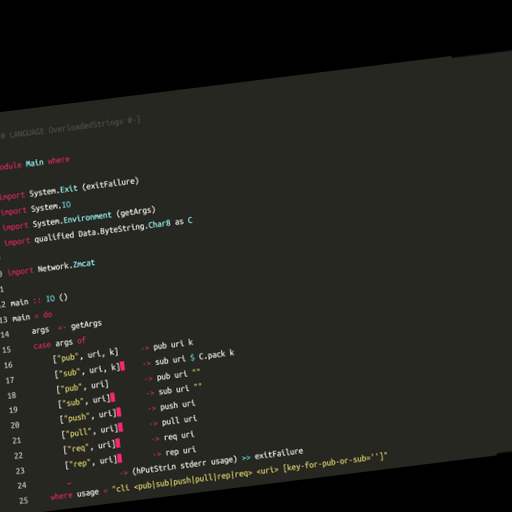 # LANGUAGE OverloadedStrings #-}
odule Main where
import System.Exit (exitFailure)
import System.IO
import System.Environment (getArgs)
import qualified Data.ByteString.Char8 as C
0 import Network.Zmcat
1
12 main :: IO ()
13 main = do
14 args <- getArgs
15 case args of
16 ["pub", uri, k] -> pub uri k
17 ["sub", uri, k] -> sub uri $ C.pack k
18 ["pub", uri] -> pub uri ""
19 ["sub", uri] -> sub uri ""
20 ["push", uri] -> push uri
21 ["pull", uri] -> pull uri
22 ["req", uri] -> req uri
23 ["rep", uri] -> rep uri
24 _ -> (hPutStrLn stderr usage) >> exitFailure
25 where usage = "cli <pub|sub|push|pull|rep|req> <uri> [key-for-pub-or-sub='']"